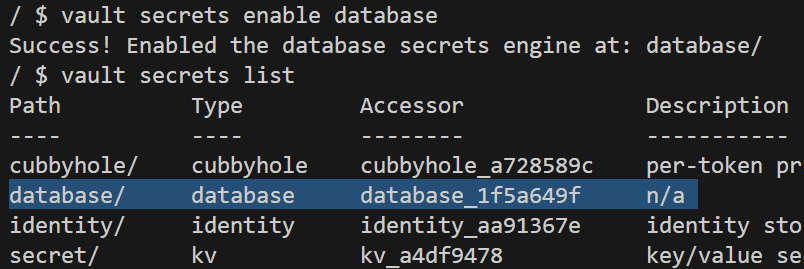 / $ vault secrets enable database
Success! Enabled the database secrets engine at: database/
/ $ vault secrets list
Path          Type         Accessor              Description
----          ----         --------              -----------
cubbyhole/    cubbyhole    cubbyhole_a728589c    per-token pr
database/     database     database_1f5a649f     n/a
identity/     identity     identity_aa91367e     identity sto
secret/       kv           kv_a4df9478           key/value se